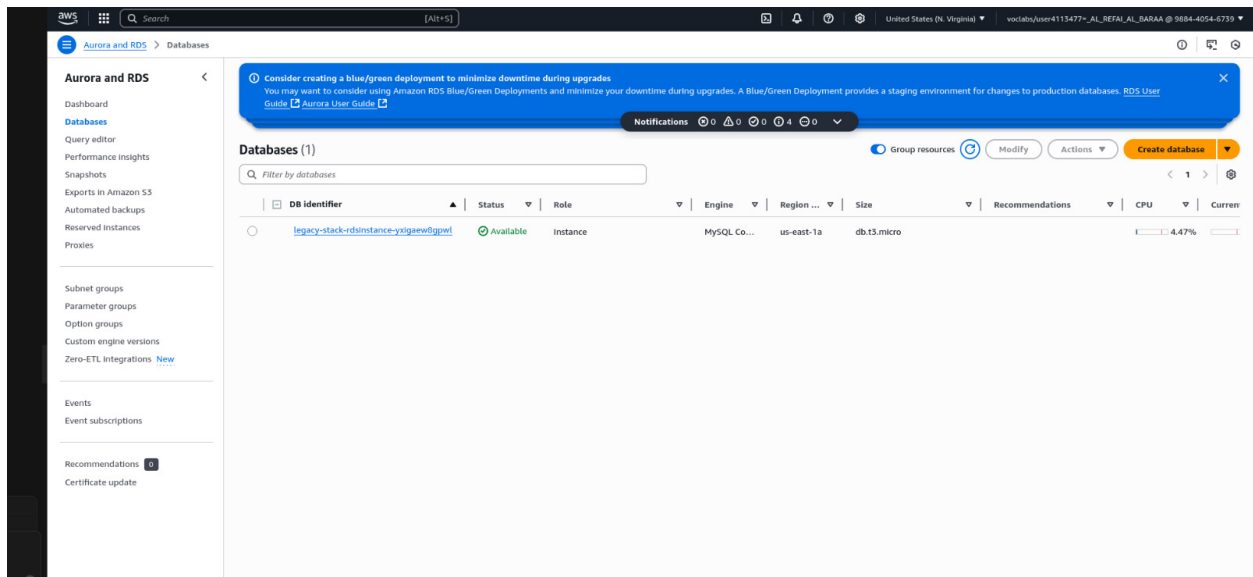 aws Search [Alt+S] United States (N. Virginia) ▼ voclabs/user4113477=_AL_REFAI_AL_BARAA @ 9884-4054-6739 ▼
Aurora and RDS > Databases
Aurora and RDS
Dashboard
Databases
Query editor
Performance insights
Snapshots
Exports in Amazon S3
Automated backups
Reserved instances
Proxies
Subnet groups
Parameter groups
Option groups
Custom engine versions
Zero-ETL integrations New
Events
Event subscriptions
Recommendations 0
Certificate update
Consider creating a blue/green deployment to minimize downtime during upgrades
You may want to consider using Amazon RDS Blue/Green Deployments and minimize your downtime during upgrades. A Blue/Green Deployment provides a staging environment for changes to production databases. RDS User
Guide Aurora User Guide
Notifications 0 0 0 4 0
Databases (1) Group resources Modify Actions ▼ Create database ▼
Filter by databases < 1 >
DB identifier Status Role Engine Region ... Size Recommendations CPU Current
legacy-stack-rdsinstance-yxigaew8gpwl Available Instance MySQL Co... us-east-1a db.t3.micro 4.47%